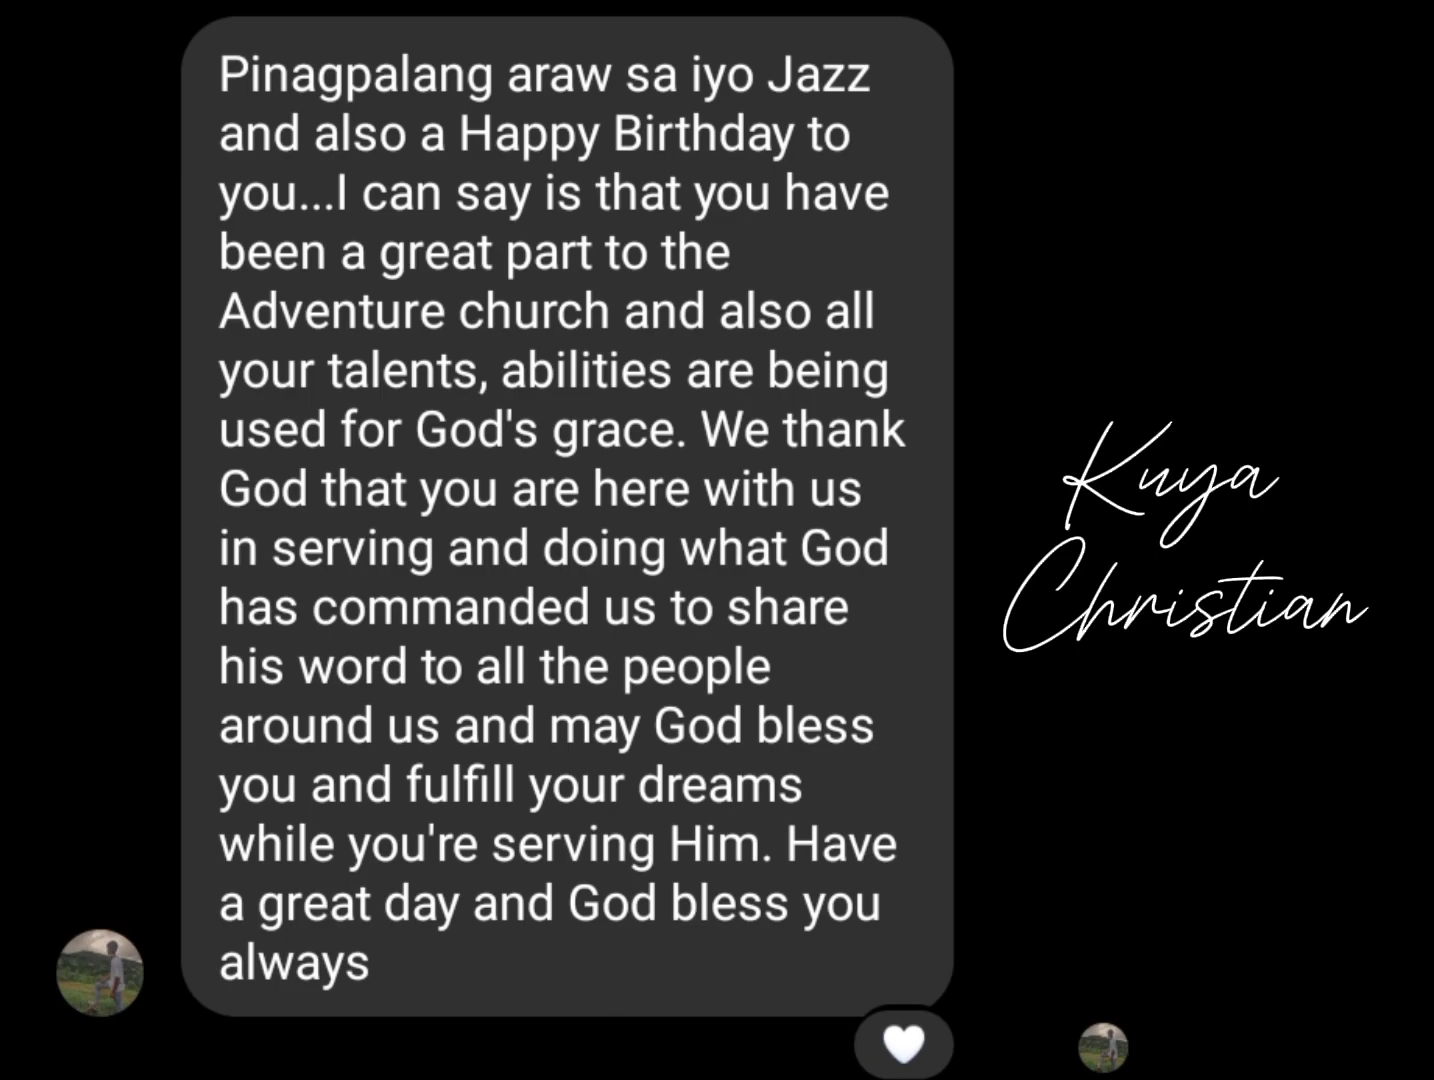 Pinagpalang araw sa iyo Jazz
and also a Happy Birthday to
you...I can say is that you have
been a great part to the
Adventure church and also all
your talents, abilities are being
used for God's grace. We thank
God that you are here with us
in serving and doing what God
has commanded us to share
his word to all the people
around us and may God bless
you and fulfill your dreams
while you're serving Him. Have
a great day and God bless you
always
Kuya
Christian